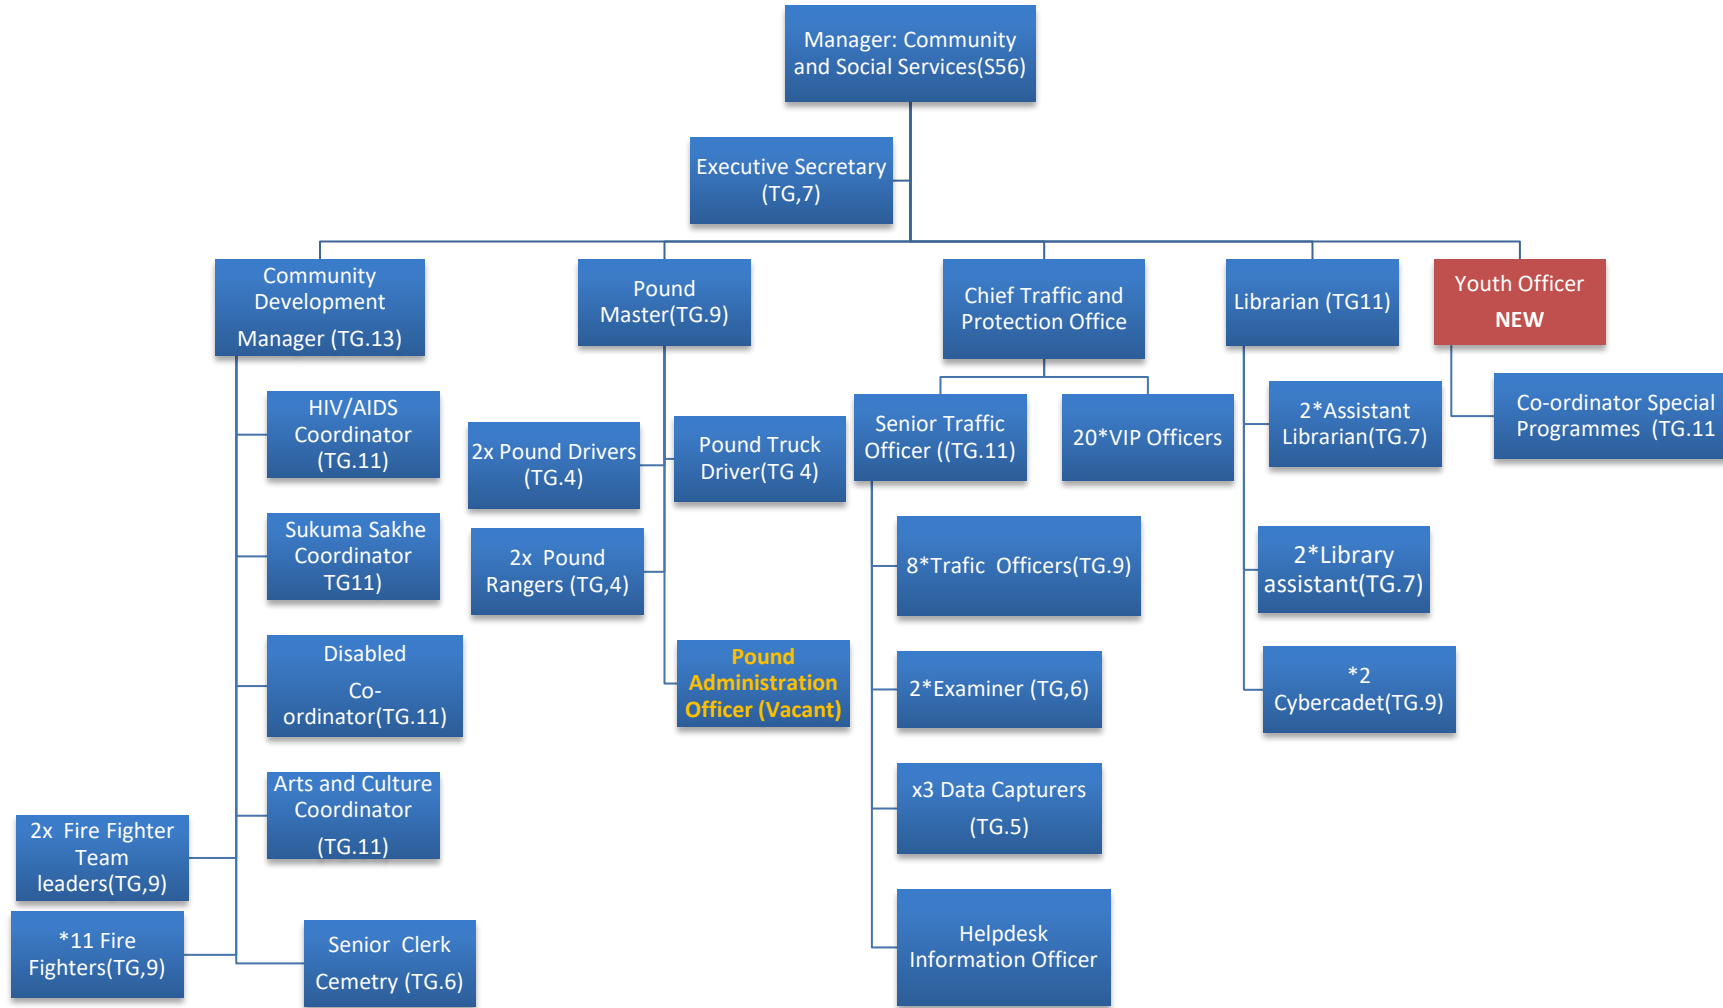 Manager: Community
and Social Services(S56)
Executive Secretary
(TG,7)
Community
Development
Manager (TG.13)
Pound
Master(TG.9)
Chief Traffic and
Protection Office
Librarian (TG11)
Youth Officer
NEW
HIV/AIDS
Coordinator
(TG.11)
Sukuma Sakhe
Coordinator
TG11)
Disabled
Co-
ordinator(TG.11)
Arts and Culture
Coordinator
(TG.11)
2x  Fire Fighter
Team
leaders(TG,9)
*11 Fire
Fighters(TG,9)
Senior  Clerk
Cemetry (TG.6)
2x Pound Drivers
(TG.4)
Pound Truck
Driver(TG 4)
2x  Pound
Rangers (TG,4)
Pound
Administration
Officer (Vacant)
Senior Traffic
Officer ((TG.11)
20*VIP Officers
8*Trafic  Officers(TG.9)
2*Examiner (TG,6)
x3 Data Capturers
(TG.5)
Helpdesk
Information Officer
2*Assistant
Librarian(TG.7)
2*Library
assistant(TG.7)
*2
Cybercadet(TG.9)
Co-ordinator Special
Programmes  (TG.11